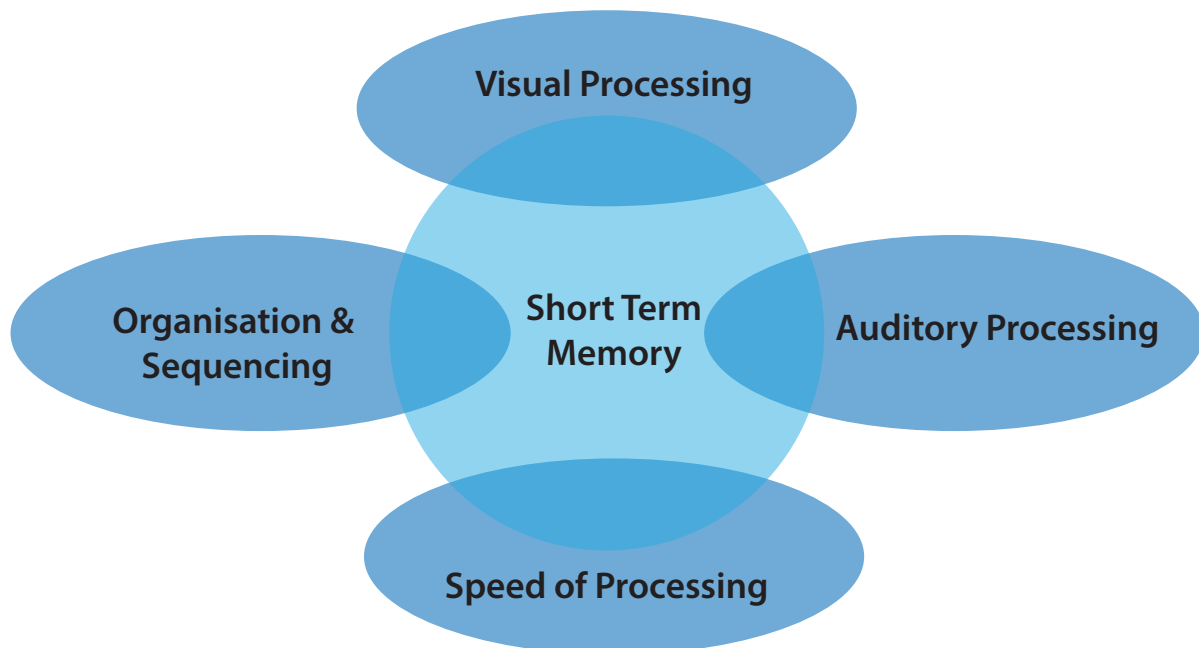 Visual Processing
Organisation &
Sequencing
Short Term
Memory
Auditory Processing
Speed of Processing